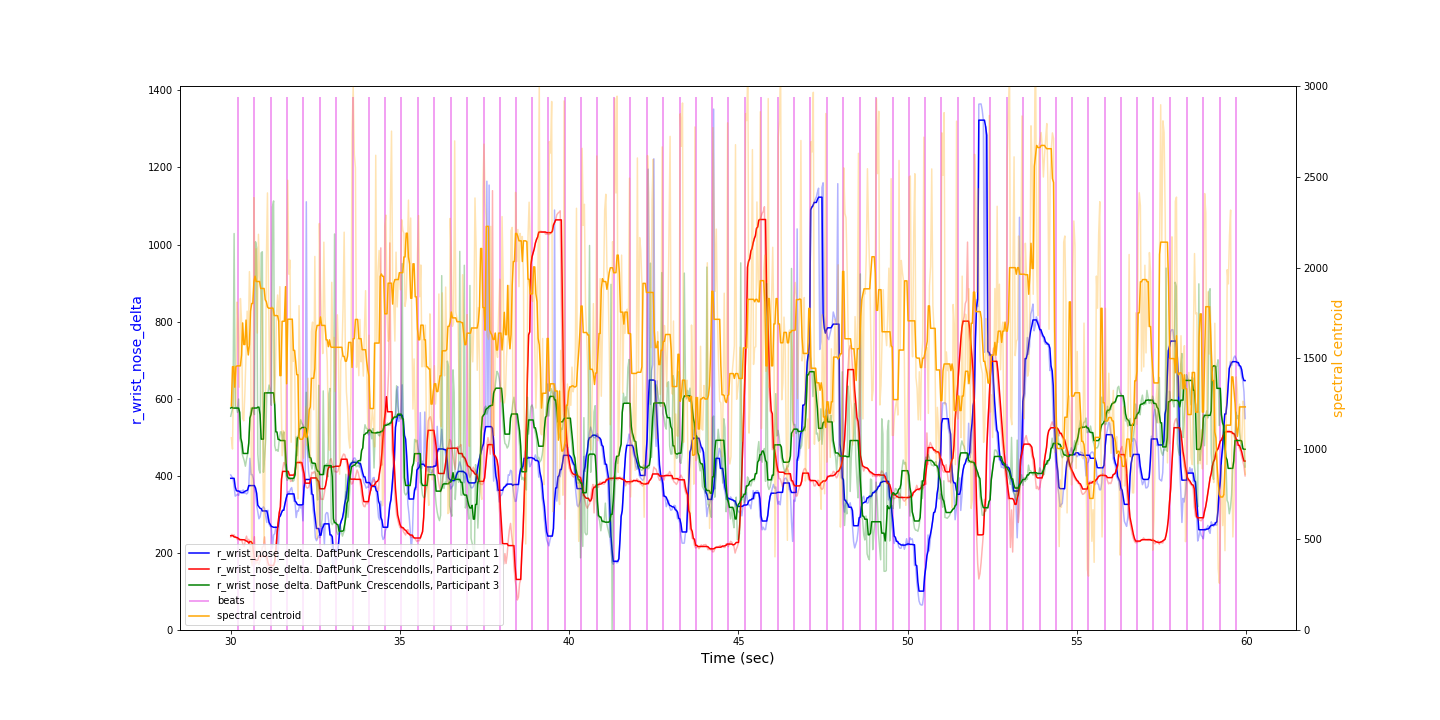 1400
1200
1000
800
600
400
200
0
r_wrist_nose_delta
3000
2500
2000
1500
1000
500
0
spectral centroid
r_wrist_nose_delta. DaftPunk_Crescendolls, Participant 1
r_wrist_nose_delta. DaftPunk_Crescendolls, Participant 2
r_wrist_nose_delta. DaftPunk_Crescendolls, Participant 3
beats
spectral centroid
30 35 40 45 50 55 60
Time (sec)